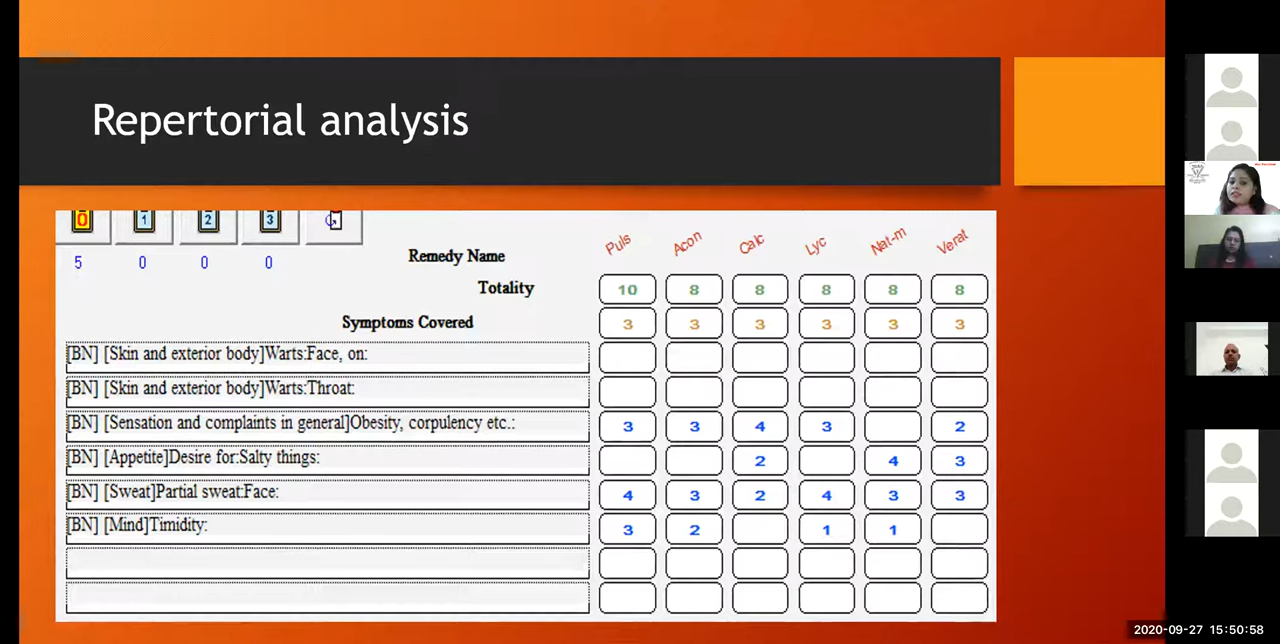 Repertorial analysis
0 1 2 3
5 0 0 0
Remedy Name Puls Acon Calc Lyc Nat-m Verat
Totality 10 8 8 8 8 8
Symptoms Covered 3 3 3 3 3 3
[BN] [Skin and exterior body]Warts:Face, on:
[BN] [Skin and exterior body]Warts:Throat:
[BN] [Sensation and complaints in general]Obesity, corpulency etc.: 3 3 4 3 2
[BN] [Appetite]Desire for:Salty things: 2 4 3
[BN] [Sweat]Partial sweat:Face: 4 3 2 4 3 3
[BN] [Mind]Timidity: 3 2 1 1
2020-09-27 15:50:58